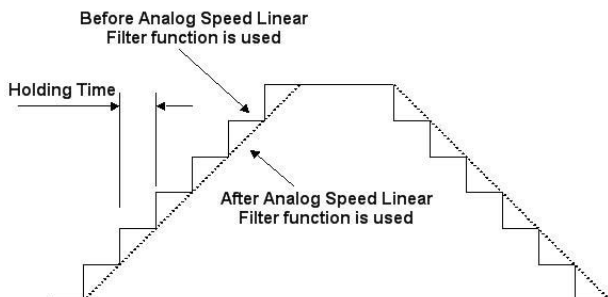 Before Analog Speed Linear
Filter function is used
Holding Time
After Analog Speed Linear
Filter function is used